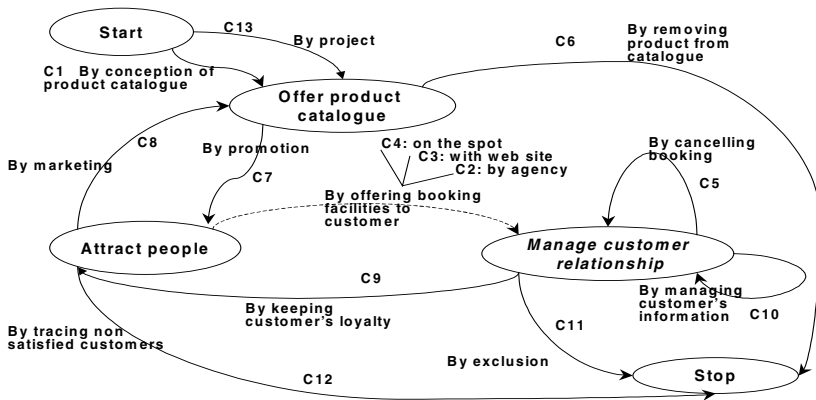 Start
C13
By project
C6
By removing
product from
catalogue
C1 By conception of
product catalogue
Offer product
catalogue
C8
By marketing
By promotion
C7
C4: on the spot
C3: with web site
C2: by agency
By cancelling
booking
C5
By offering booking
facilities to
customer
Attract people
Manage customer
relationship
C9
By keeping
customer's loyalty
By managing
customer's
information
C10
By tracing non
satisfied customers
C11
By exclusion
C12
Stop